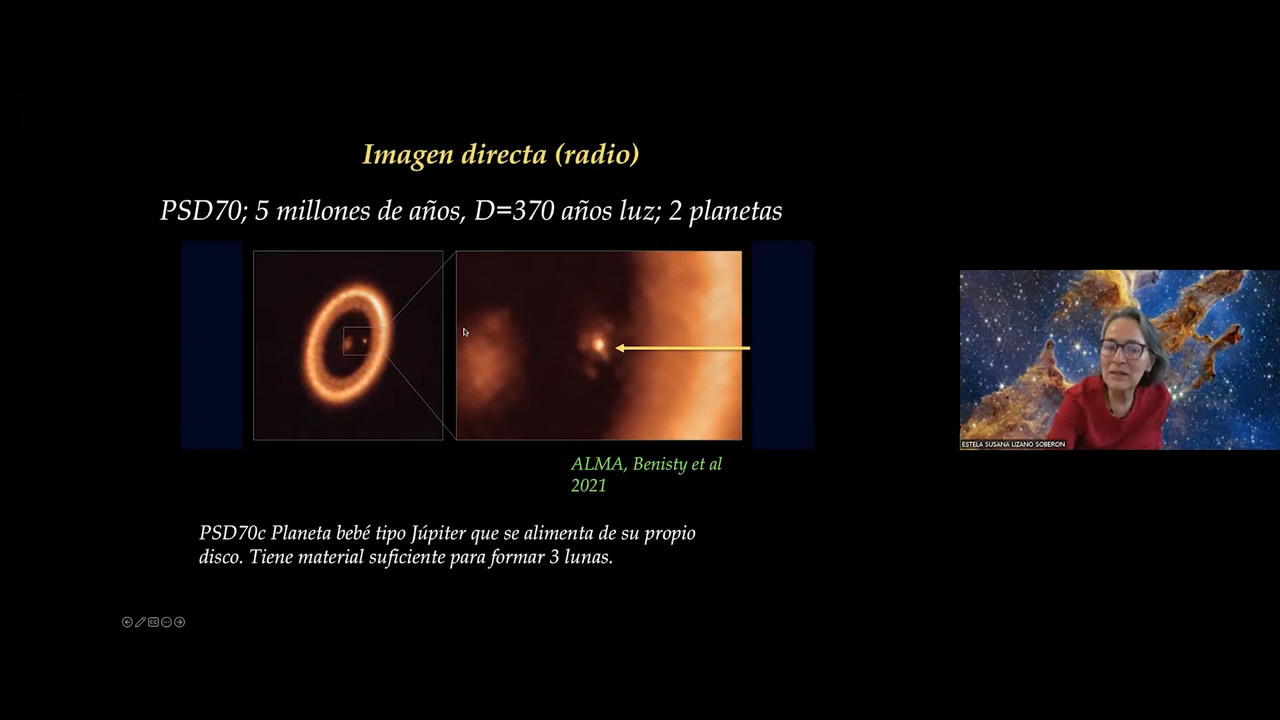 Imagen directa (radio)
PSD70; 5 millones de años, D=370 años luz; 2 planetas
ALMA, Benisty et al
2021
ESTELA SUSANA LIZANO SOBERON
PSD70c Planeta bebé tipo Júpiter que se alimenta de su propio
disco. Tiene material suficiente para formar 3 lunas.